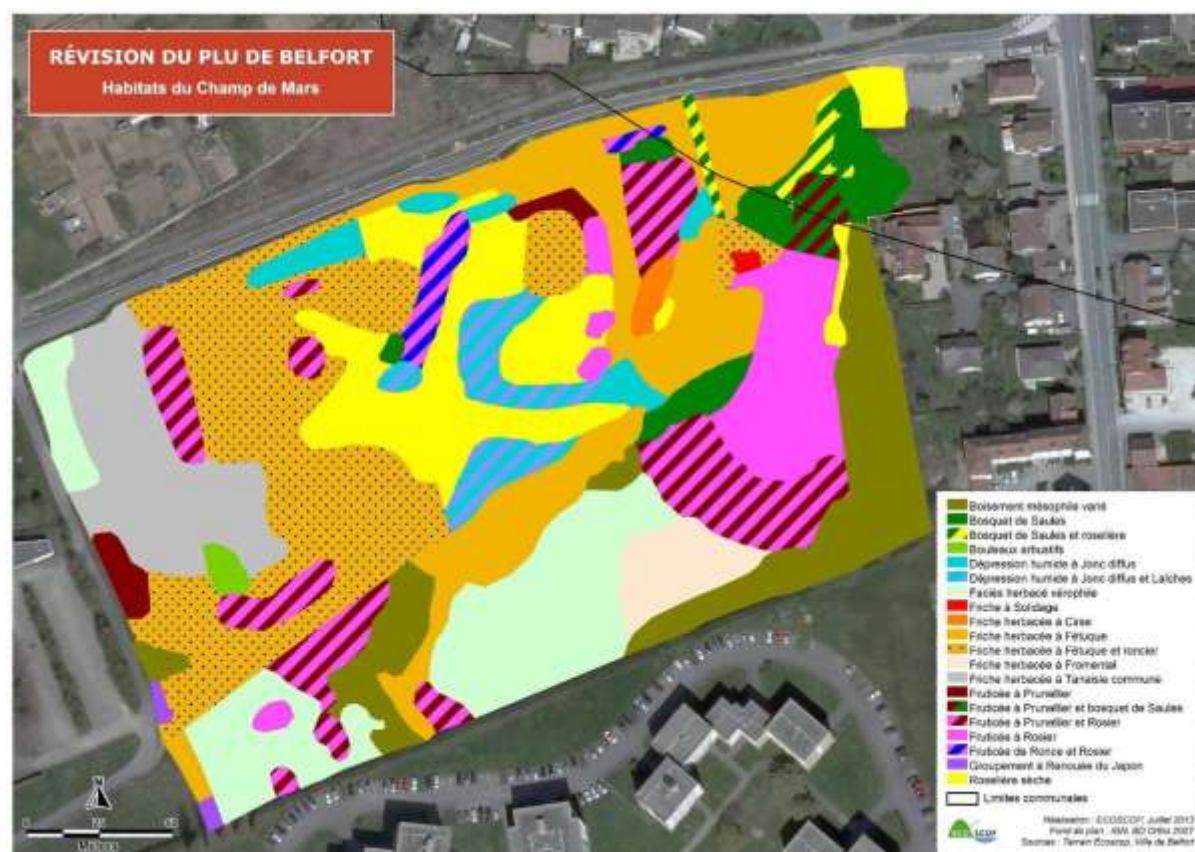 RÉVISION DU PLU DE BELFORT
Habitats du Champ de Mars
Boisement mésophile varié
Bosquet de Saules
Bosquet de Saules et roselière
Bouleaux arbustifs
Dépression humide à Jonc diffus
Dépression humide à Jonc diffus et Laîches
Faciès herbacé xérophile
Friche à Solidage
Friche herbacée à Cirse
Friche herbacée à Fétuque
Friche herbacée à Fétuque et roncier
Friche herbacée à Fromental
Friche herbacée à Tanaisie commune
Fruticée à Prunellier
Fruticée à Prunellier et bosquet de Saules
Fruticée à Prunellier et Rosier
Fruticée à Rosier
Fruticée de Ronce et Rosier
Groupement à Renouée du Japon
Roselière sèche
Limites communales
N
0
Mètres
Réalisation : ECOSCOP, Juillet 2013
Sources : Terrain Ecoscop, Ville de Belfort